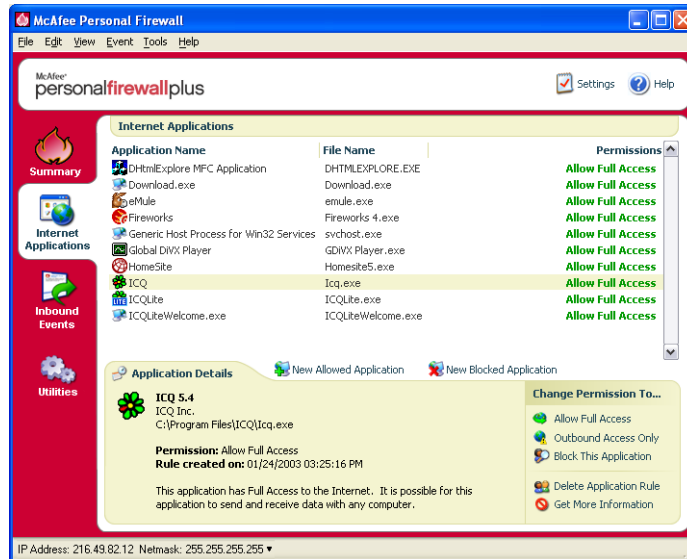 McAfee Personal Firewall
File Edit View Event Tools Help
McAfee®
personalfirewallplus
Settings
Help
Summary
Internet
Applications
Inbound
Events
Utilities
Internet Applications
Application Name File Name Permissions
DHtmlExplore MFC Application DHTMLEXPLORE.EXE Allow Full Access
Download.exe Download.exe Allow Full Access
eMule emule.exe Allow Full Access
Fireworks Fireworks 4.exe Allow Full Access
Generic Host Process for Win32 Services svchost.exe Allow Full Access
Global DiVX Player GDiVX Player.exe Allow Full Access
HomeSite Homesite5.exe Allow Full Access
ICQ Icq.exe Allow Full Access
ICQLite ICQLite.exe Allow Full Access
ICQLiteWelcome.exe ICQLiteWelcome.exe Allow Full Access
Application Details
New Allowed Application
New Blocked Application
ICQ 5.4
ICQ Inc.
C:\Program Files\ICQ\Icq.exe
Permission: Allow Full Access
Rule created on: 01/24/2003 03:25:16 PM
This application has Full Access to the Internet. It is possible for this
application to send and receive data with any computer.
Change Permission To...
Allow Full Access
Outbound Access Only
Block This Application
Delete Application Rule
Get More Information
IP Address: 216.49.82.12 Netmask: 255.255.255.255